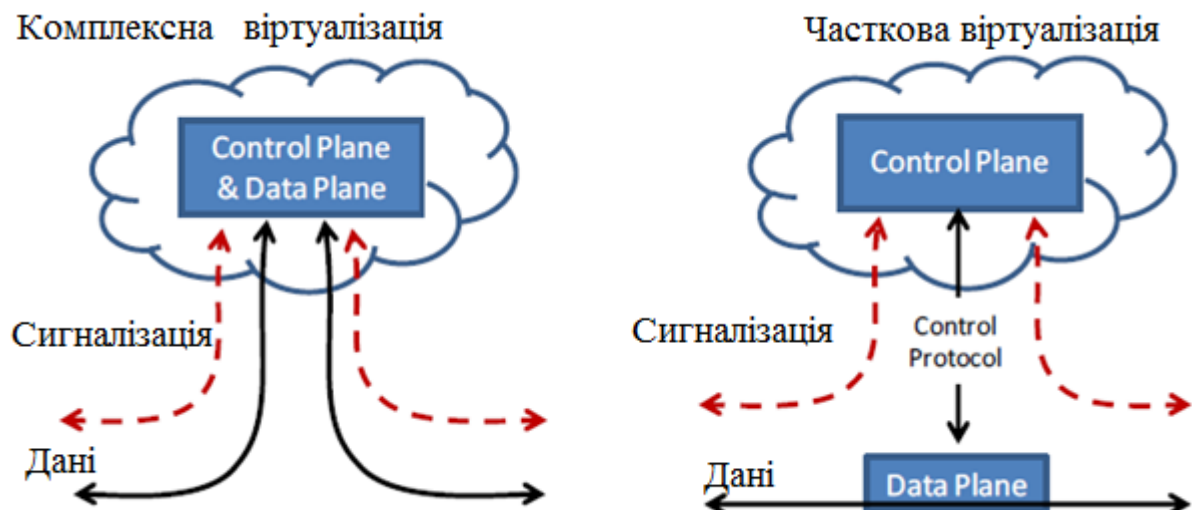 Комплексна віртуалізація
Control Plane
& Data Plane
Сигналізація
Дані
Часткова віртуалізація
Control Plane
Сигналізація
Control
Protocol
Дані
Data Plane